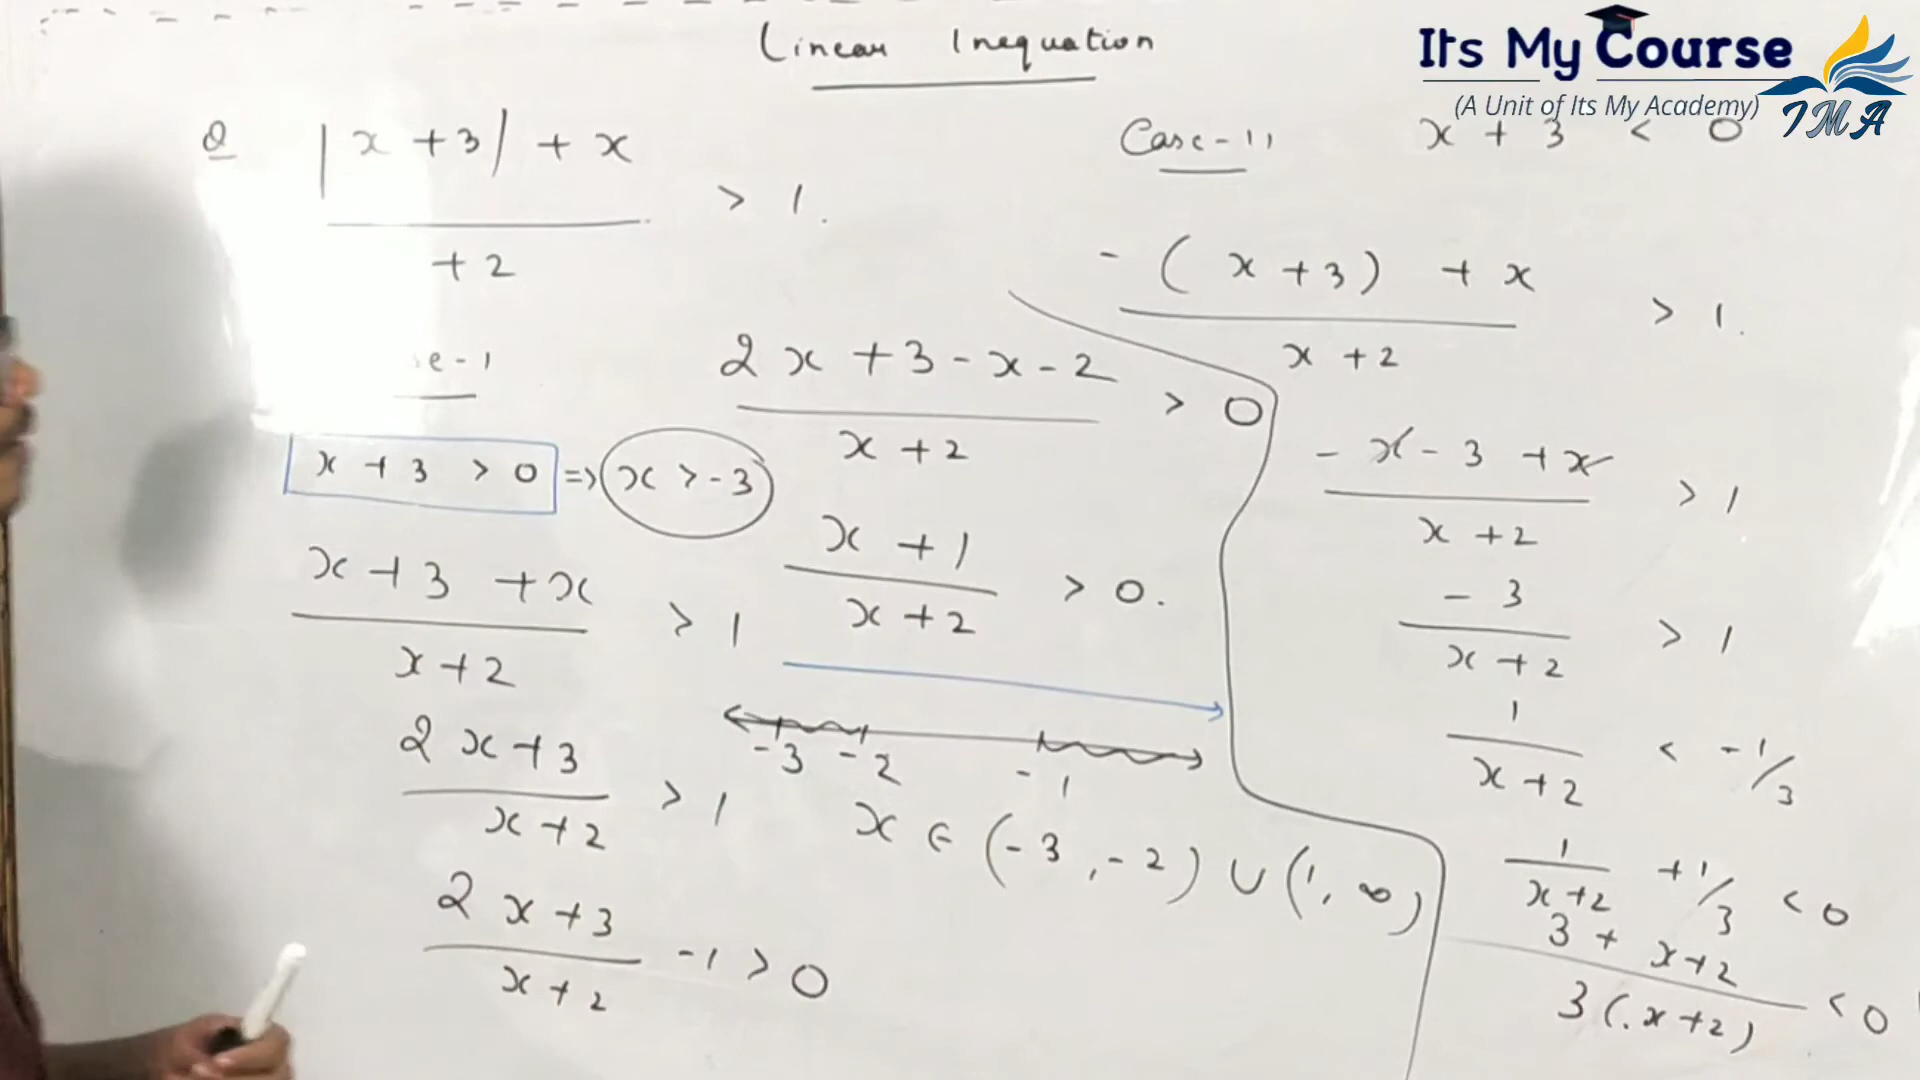 Linear Inequation
Its My Course
(A Unit of Its My Academy)
IMA
Q |x + 3| + x
> 1.
+ 2
e - 1
x + 3 > 0 => x > -3
x + 3 + x
> 1
x + 2
2x + 3
> 1
x + 2
2x + 3
- 1 > 0
x + 2
2x + 3 - x - 2
> 0
x + 2
x + 1
> 0.
x + 2
-3 -2 -1
x ∈ (-3, -2) ∪ (1, ∞)
Case - 11 x + 3 < 0
- (x + 3) + x
> 1.
x + 2
- x - 3 + x
> 1
x + 2
- 3
> 1
x + 2
1
< - 1/3
x + 2
1
+ 1/3 < 0
x + 2
3 + x + 2
< 0
3(.x + 2)